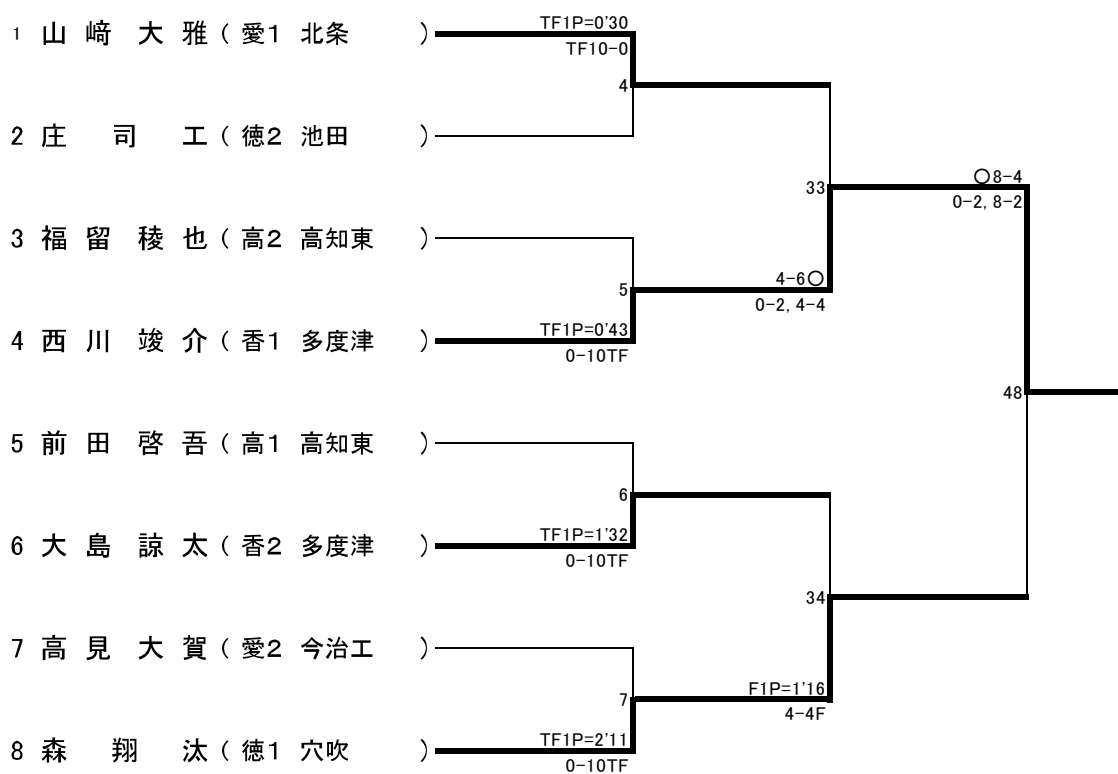 1 山 﨑 大 雅 ( 愛1 北条 )
TF1P=0'30
TF10-0
4
2 庄 司 工 ( 徳2 池田 )
33
○8-4
0-2, 8-2
3 福 留 稜 也 ( 高2 高知東 )
5
4-6○
0-2, 4-4
4 西 川 竣 介 ( 香1 多度津 )
TF1P=0'43
0-10TF
48
5 前 田 啓 吾 ( 高1 高知東 )
6
6 大 島 諒 太 ( 香2 多度津 )
TF1P=1'32
0-10TF
34
7 高 見 大 賀 ( 愛2 今治工 )
7
F1P=1'16
4-4F
8 森 翔 汰 ( 徳1 穴吹 )
TF1P=2'11
0-10TF